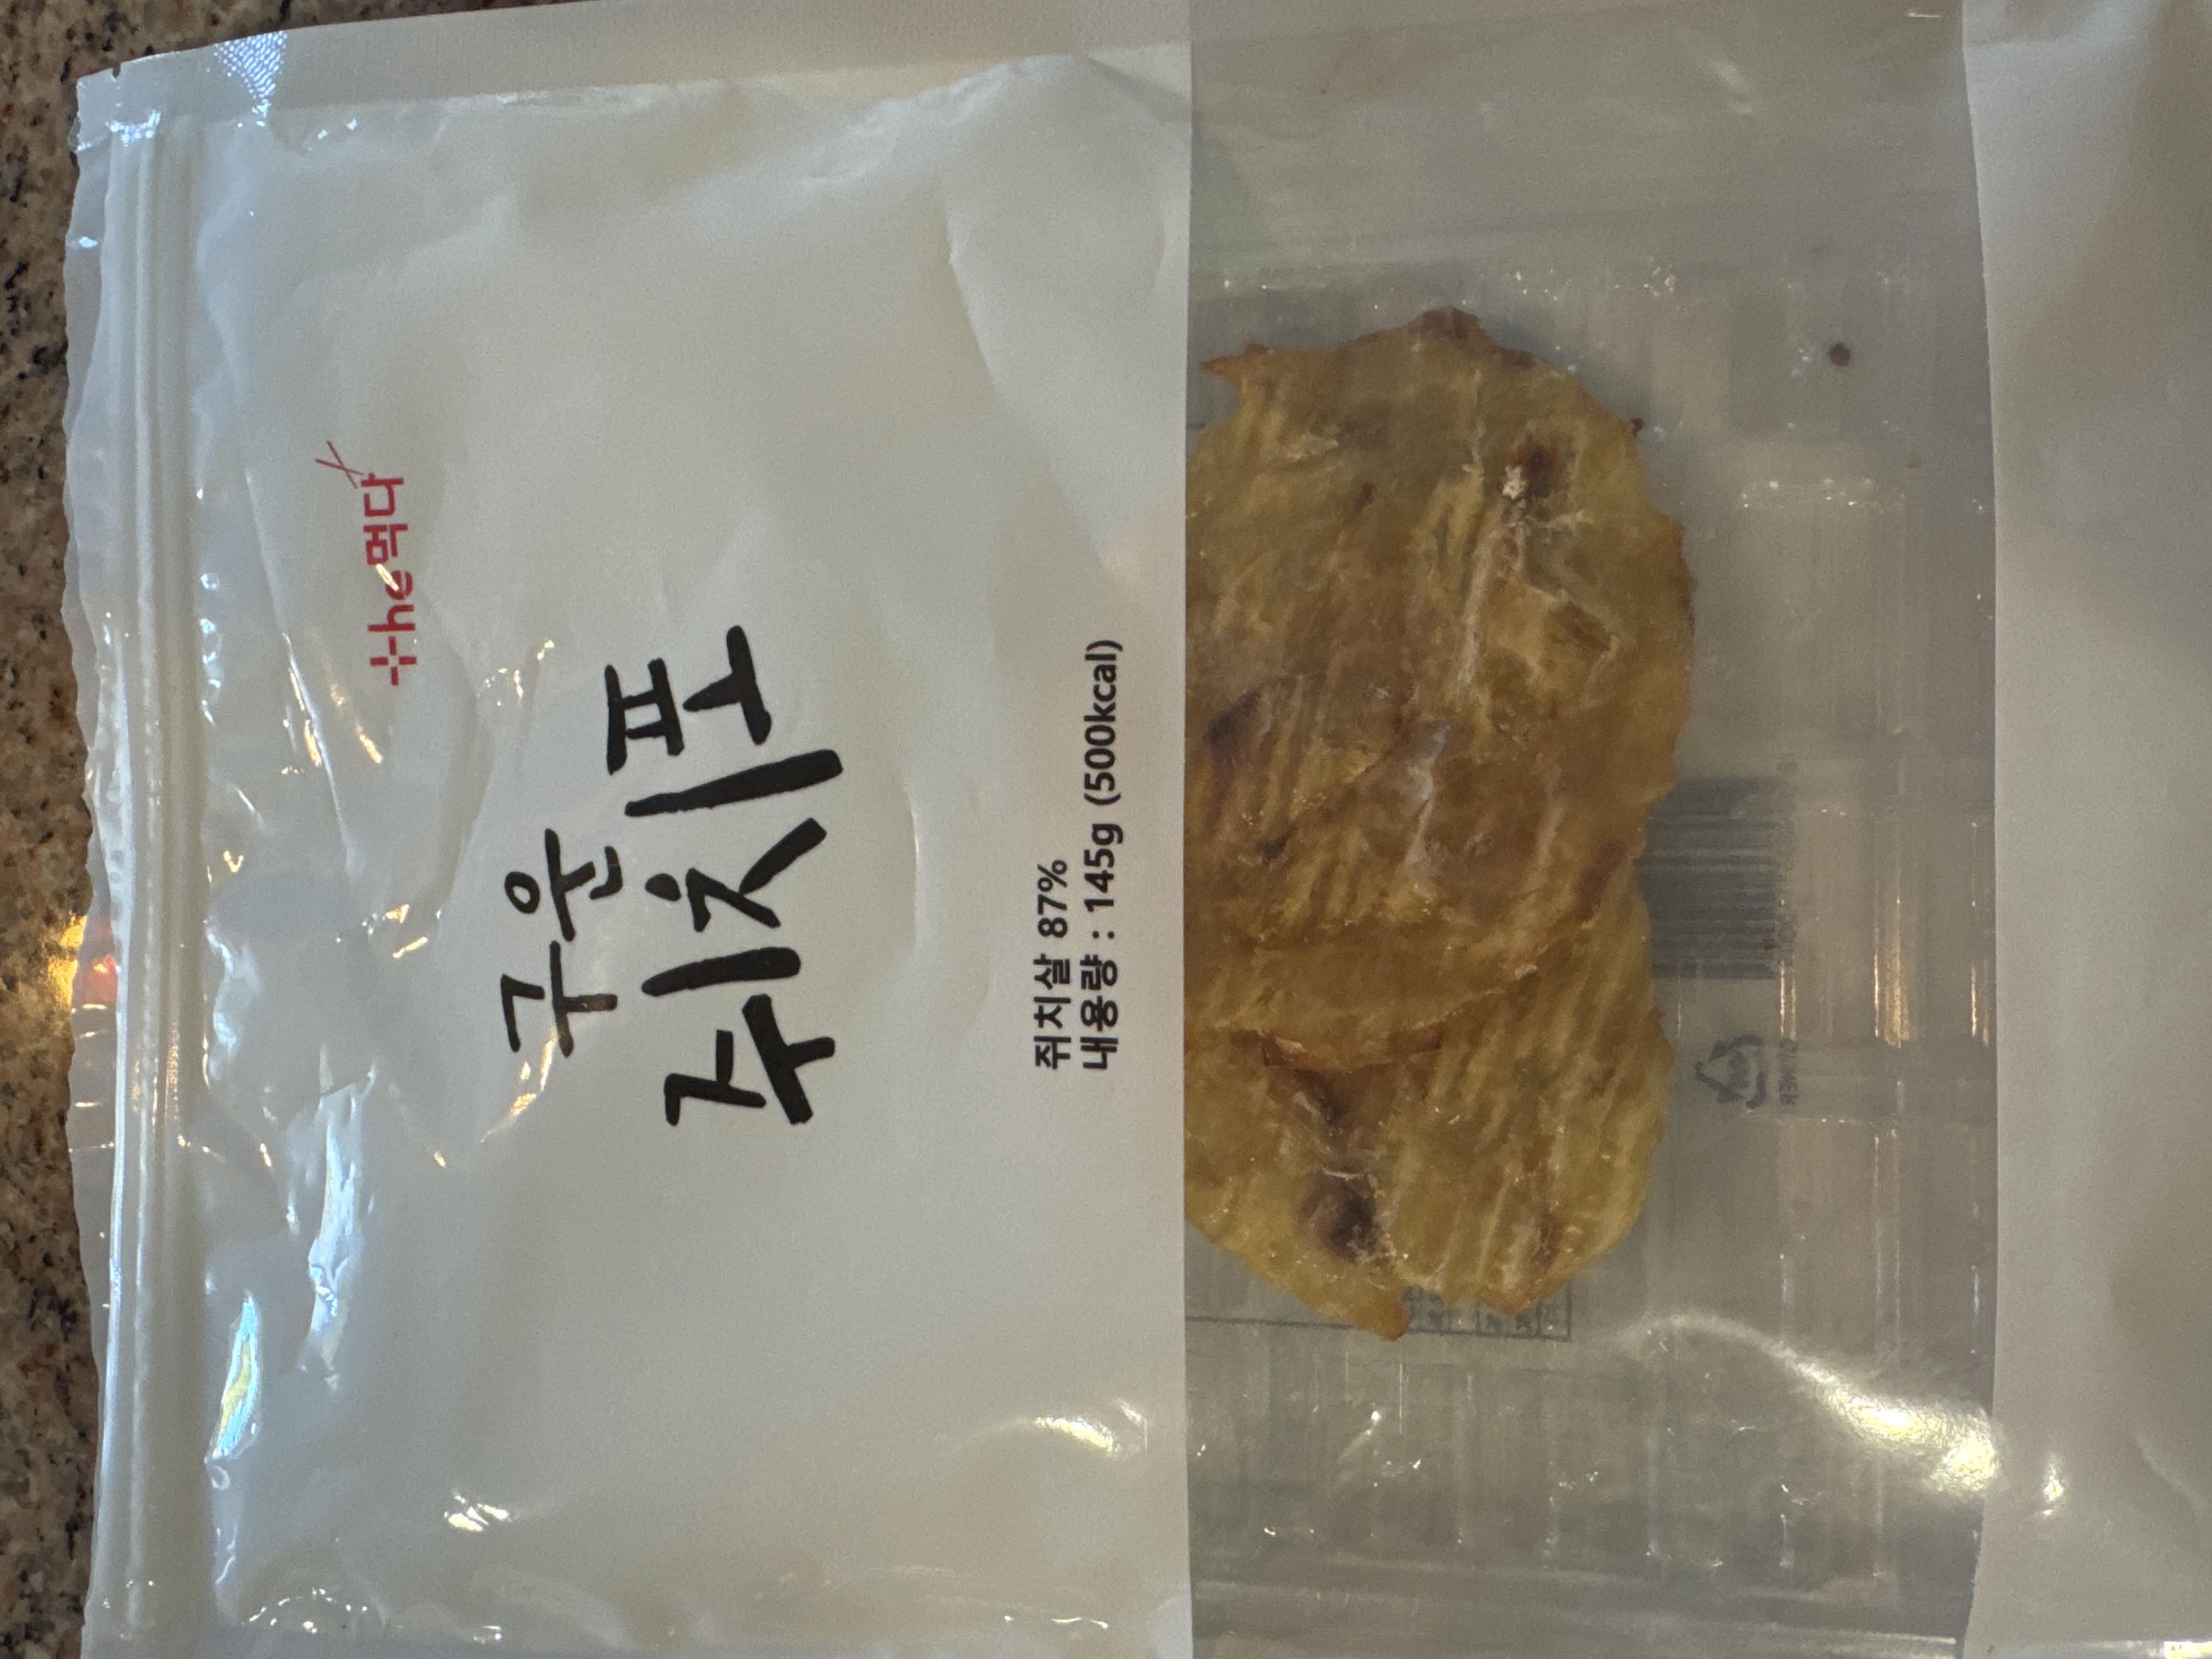 the먹다
구운
쥐치포
쥐치살 87%
내용량 : 145g (500kcal)